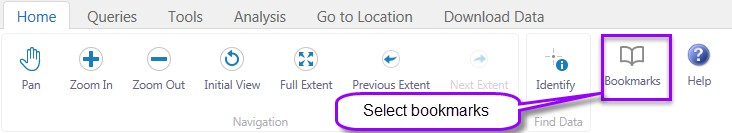 Home Queries Tools Analysis Go to Location Download Data
Pan Zoom In Zoom Out Initial View Full Extent Previous Extent Next Extent Identify Bookmarks Help
Select bookmarks
Navigation Find Data